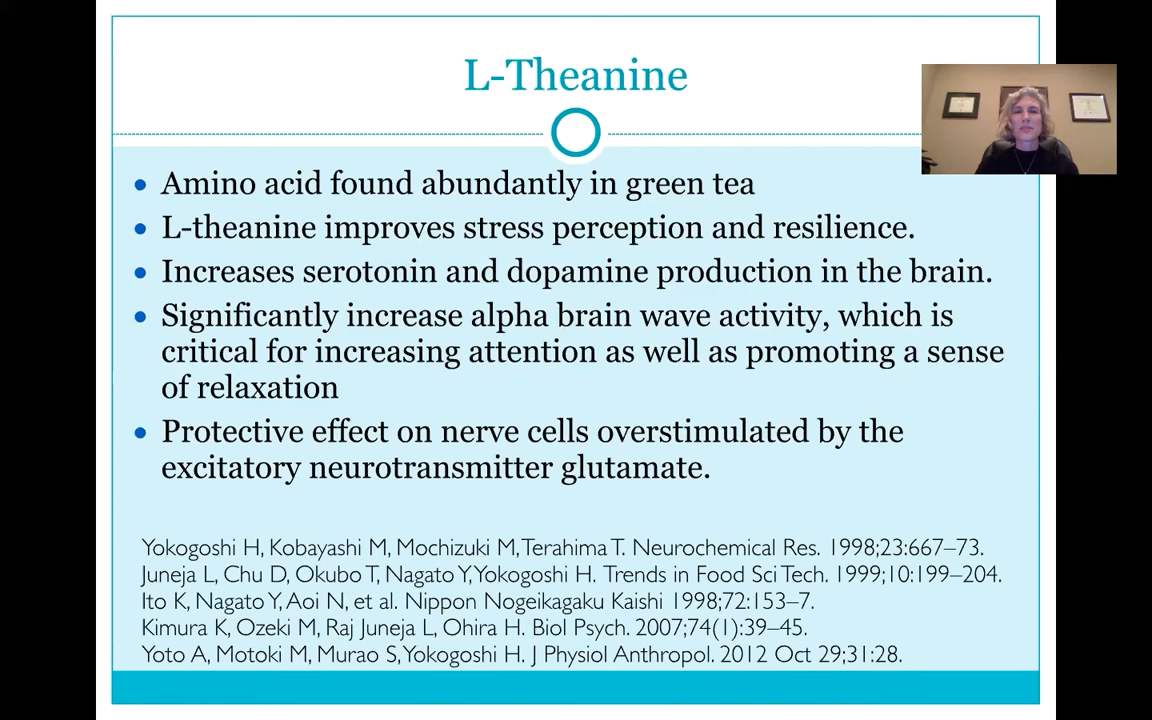 L-Theanine
• Amino acid found abundantly in green tea
• L-theanine improves stress perception and resilience.
• Increases serotonin and dopamine production in the brain.
• Significantly increase alpha brain wave activity, which is
critical for increasing attention as well as promoting a sense
of relaxation
• Protective effect on nerve cells overstimulated by the
excitatory neurotransmitter glutamate.
Yokogoshi H, Kobayashi M, Mochizuki M, Terahima T. Neurochemical Res. 1998;23:667–73.
Juneja L, Chu D, Okubo T, Nagato Y, Yokogoshi H. Trends in Food Sci Tech. 1999;10:199–204.
Ito K, Nagato Y, Aoi N, et al. Nippon Nogeikagaku Kaishi 1998;72:153–7.
Kimura K, Ozeki M, Raj Juneja L, Ohira H. Biol Psych. 2007;74(1):39–45.
Yoto A, Motoki M, Murao S, Yokogoshi H. J Physiol Anthropol. 2012 Oct 29;31:28.